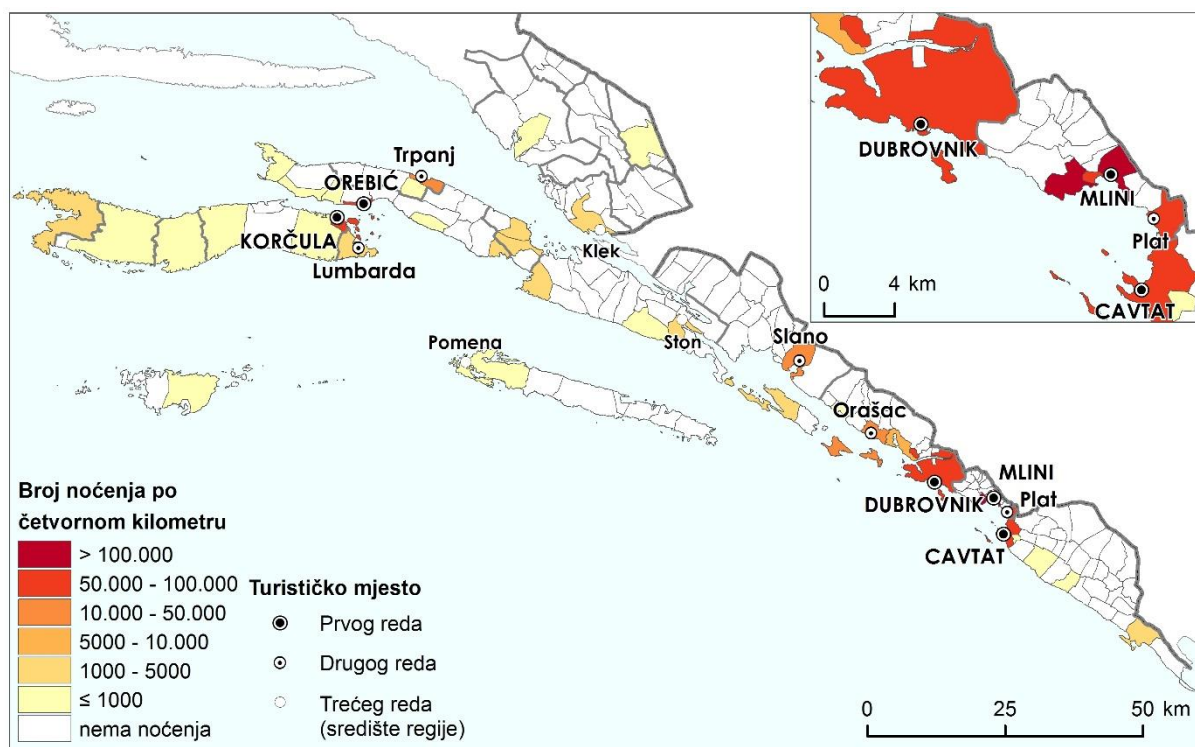 DUBROVNIK
MLINI
Plat
CAVTAT
0 4 km
Trpanj
OREBIĆ
KORČULA
Lumbarda
Klek
Pomena
Ston
Slano
Orašac
MLINI
Plat
DUBROVNIK
CAVTAT
Broj noćenja po
četvornom kilometru
> 100.000
50.000 - 100.000
10.000 - 50.000
5000 - 10.000
1000 - 5000
≤ 1000
nema noćenja
Turističko mjesto
Prvog reda
Drugog reda
Trećeg reda
(središte regije)
0 25 50 km